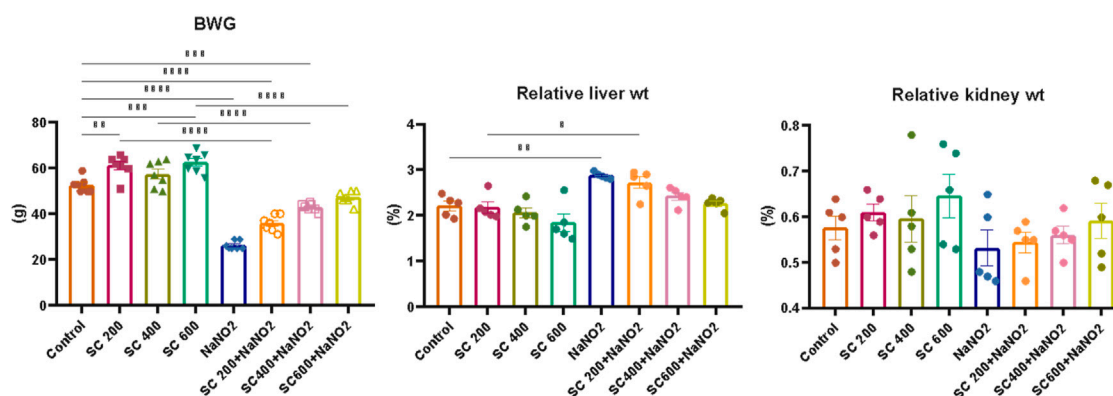 BWG
(g)
80
60
40
20
0
Control
SC 200
SC 400
SC 600
NaNO2
SC 200+NaNO2
SC400+NaNO2
SC600+NaNO2
Relative liver wt
(%)
4
3
2
1
0
Control
SC 200
SC 400
SC 600
NaNO2
SC 200+NaNO2
SC400+NaNO2
SC600+NaNO2
Relative kidney wt
(%)
0.8
0.7
0.6
0.5
0.4
Control
SC 200
SC 400
SC 600
NaNO2
SC 200+NaNO2
SC400+NaNO2
SC600+NaNO2